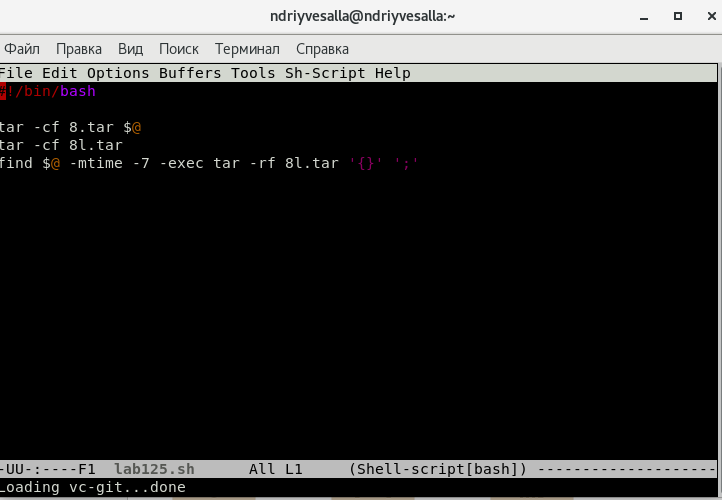 ndriyvesalla@ndriyvesalla:~
Файл Правка Вид Поиск Терминал Справка
File Edit Options Buffers Tools Sh-Script Help
#!/bin/bash
tar -cf 8.tar $@
tar -cf 8l.tar
find $@ -mtime -7 -exec tar -rf 8l.tar '{}' ';'
-UU-:----F1 lab125.sh All L1 (Shell-script[bash]) --------------------
Loading vc-git...done